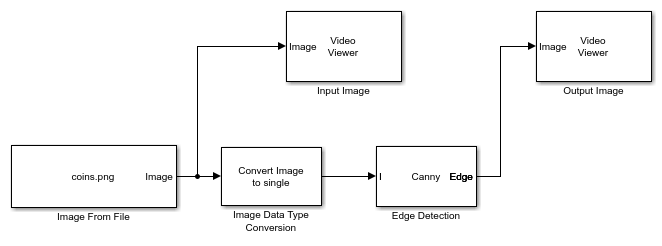 Image
Video
Viewer
Input Image
Image
Video
Viewer
Output Image
coins.png
Image
Image From File
Convert Image
to single
Image Data Type
Conversion
I
Canny
Edge
Edge Detection